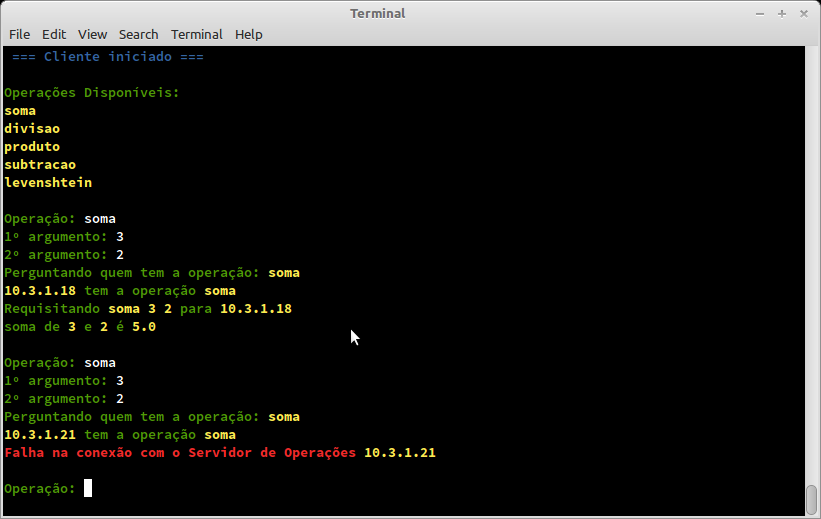 Terminal
File Edit View Search Terminal Help
=== Cliente iniciado ===
Operações Disponíveis:
soma
divisao
produto
subtracao
levenshtein
Operação: soma
1º argumento: 3
2º argumento: 2
Perguntando quem tem a operação: soma
10.3.1.18 tem a operação soma
Requisitando soma 3 2 para 10.3.1.18
soma de 3 e 2 é 5.0
Operação: soma
1º argumento: 3
2º argumento: 2
Perguntando quem tem a operação: soma
10.3.1.21 tem a operação soma
Falha na conexão com o Servidor de Operações 10.3.1.21
Operação: